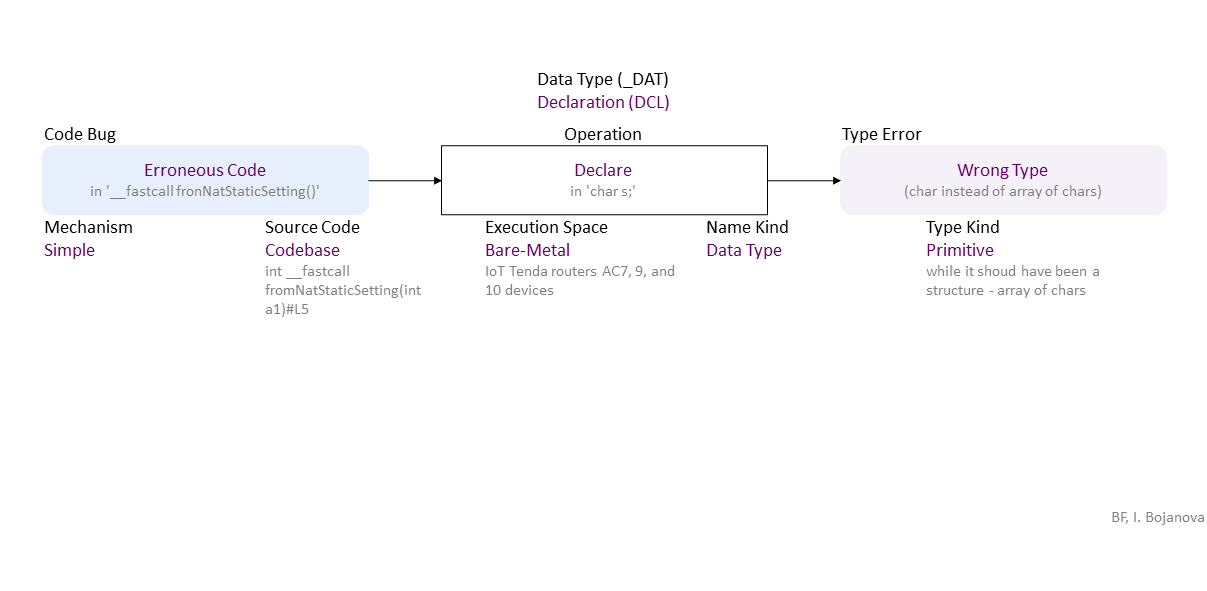 Data Type (_DAT)
Declaration (DCL)
Code Bug
Operation
Type Error
Erroneous Code
in '__fastcall fronNatStaticSetting()'
Declare
in 'char s;'
Wrong Type
(char instead of array of chars)
Mechanism
Simple
Source Code
Codebase
int __fastcall
fromNatStaticSetting(int
a1)#L5
Execution Space
Bare-Metal
IoT Tenda routers AC7, 9, and
10 devices
Name Kind
Data Type
Type Kind
Primitive
while it shoud have been a
structure - array of chars
BF, I. Bojanova